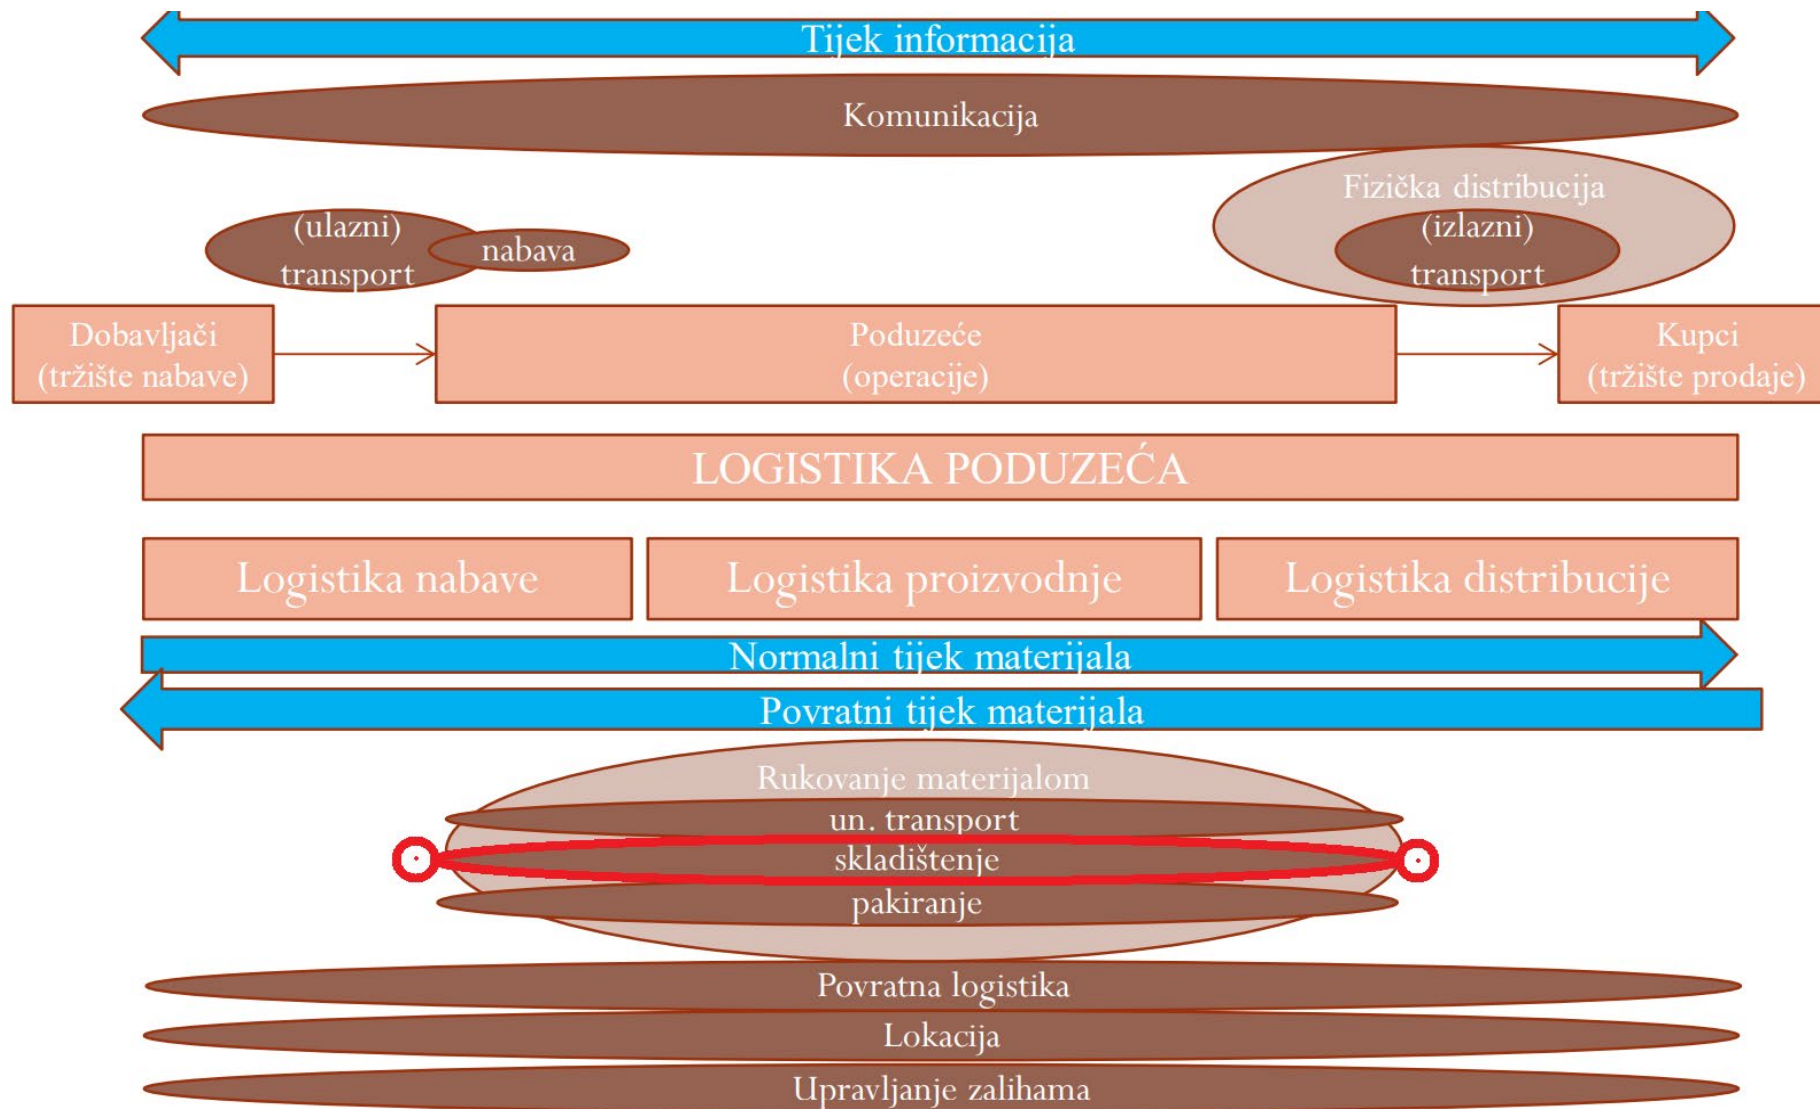 Tijek informacija
Komunikacija
(ulazni)
transport
nabava
Fizička distribucija
(izlazni)
transport
Dobavljači
(tržište nabave)
Poduzeće
(operacije)
Kupci
(tržište prodaje)
LOGISTIKA PODUZEĆA
Logistika nabave
Logistika proizvodnje
Logistika distribucije
Normalni tijek materijala
Povratni tijek materijala
Rukovanje materijalom
un. transport
skladištenje
pakiranje
Povratna logistika
Lokacija
Upravljanje zalihama